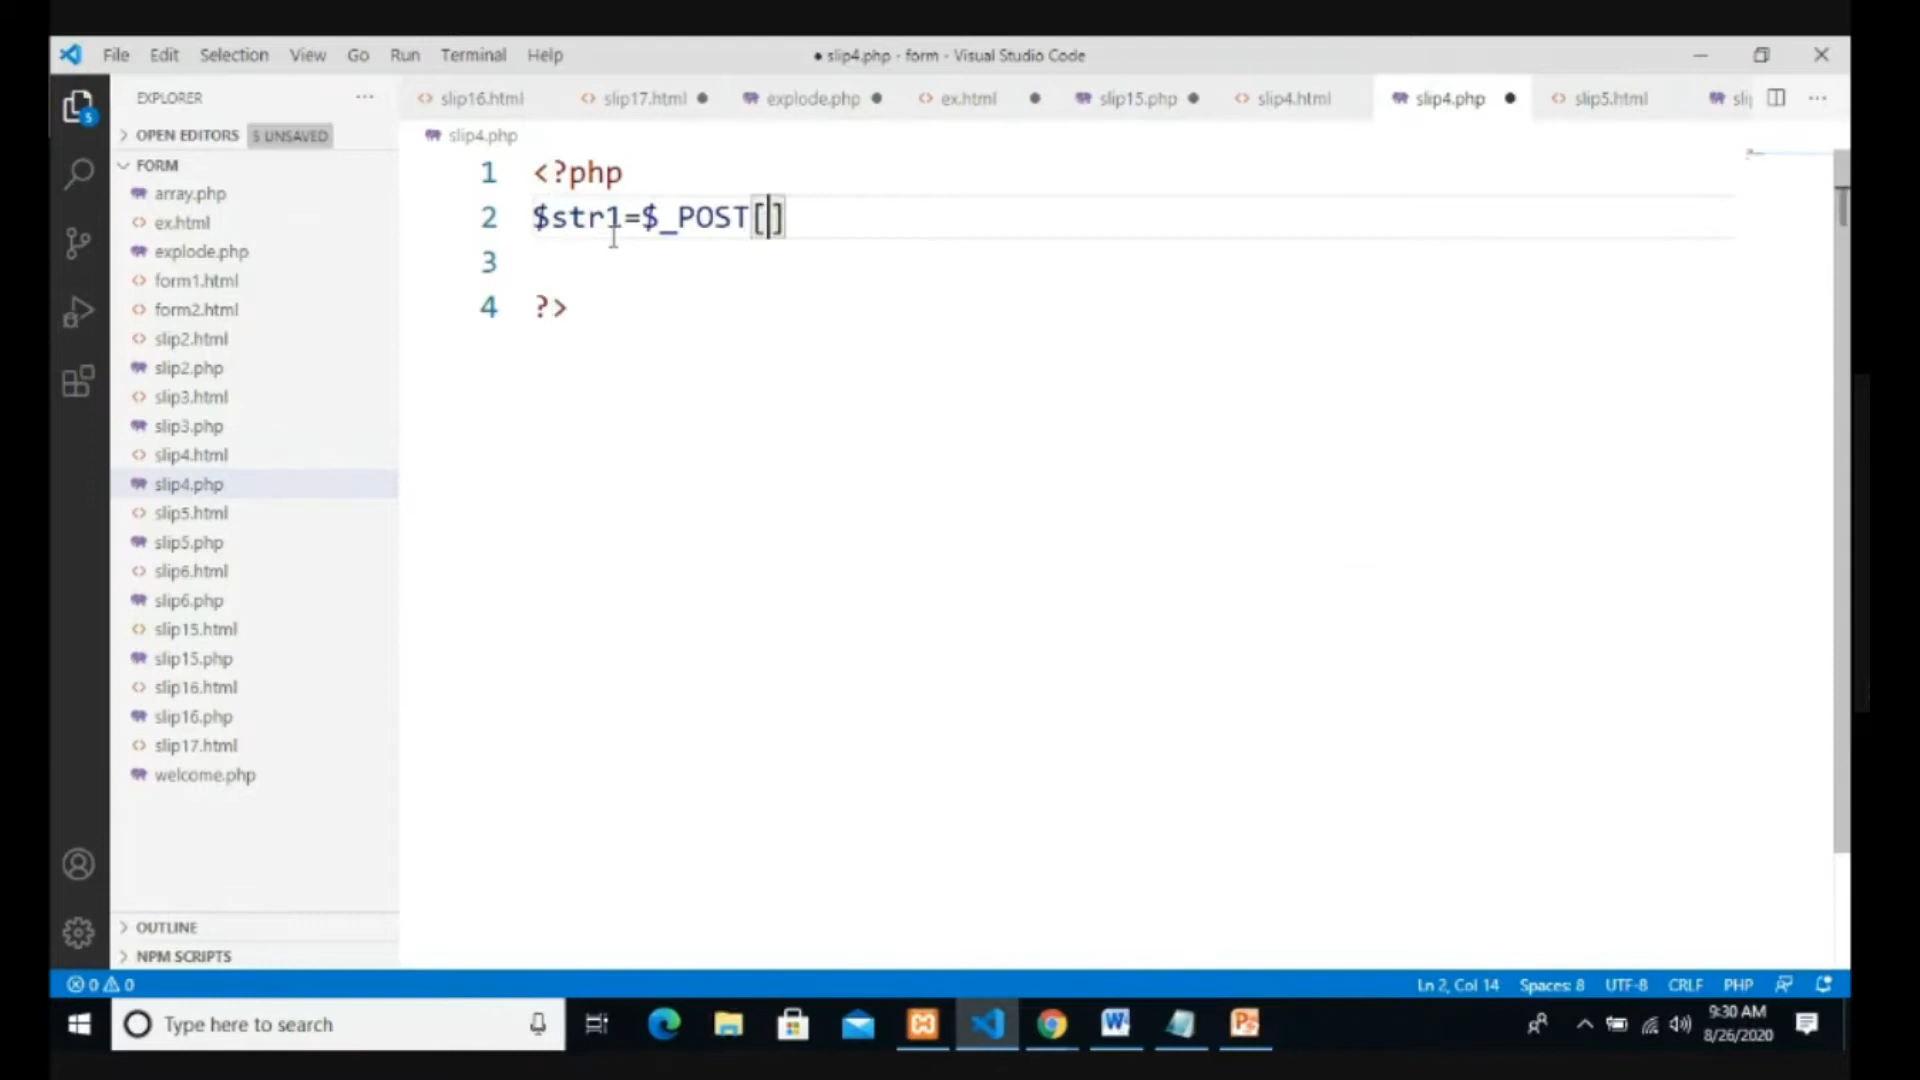 File Edit Selection View Go Run Terminal Help
● slip4.php - form - Visual Studio Code
EXPLORER
slip16.html
slip17.html
explode.php
ex.html
slip15.php
slip4.html
slip4.php
slip5.html
OPEN EDITORS 5 UNSAVED
slip4.php
FORM
array.php
ex.html
explode.php
form1.html
form2.html
slip2.html
slip2.php
slip3.html
slip3.php
slip4.html
slip4.php
slip5.html
slip5.php
slip6.html
slip6.php
slip15.html
slip15.php
slip16.html
slip16.php
slip17.html
welcome.php
OUTLINE
NPM SCRIPTS
5
1 <?php
2 $str1=$_POST[]
3
4 ?>
0 0
Ln 2, Col 14 Spaces: 8 UTF-8 CRLF PHP
Type here to search
9:30 AM
8/26/2020